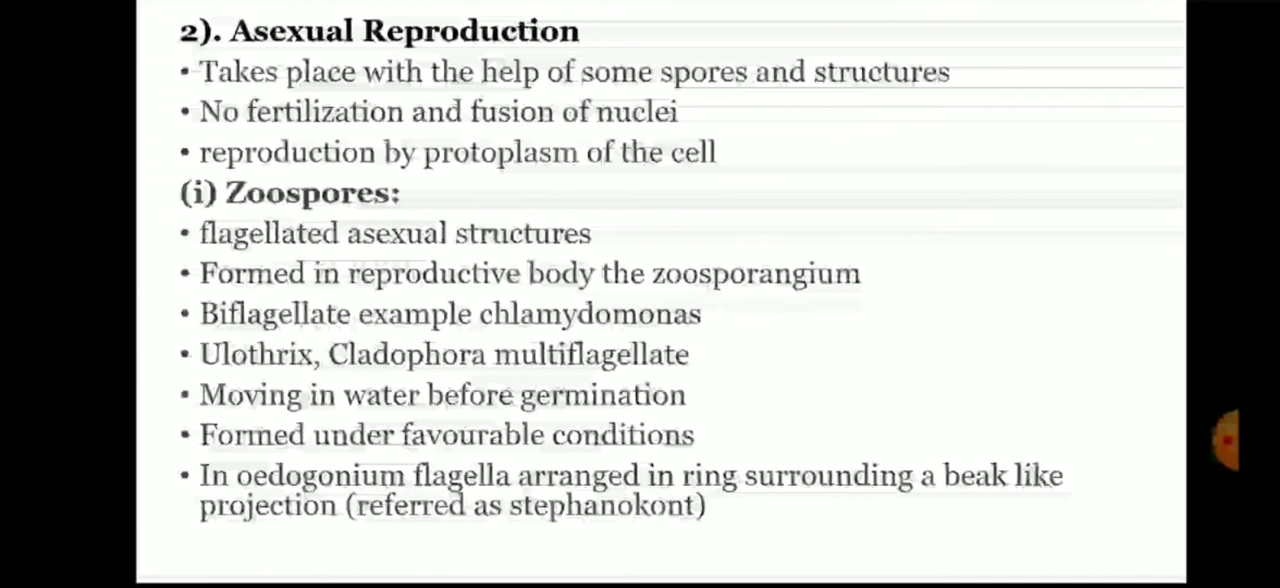 2). Asexual Reproduction
• Takes place with the help of some spores and structures
• No fertilization and fusion of nuclei
• reproduction by protoplasm of the cell
(i) Zoospores:
• flagellated asexual structures
• Formed in reproductive body the zoosporangium
• Biflagellate example chlamydomonas
• Ulothrix, Cladophora multiflagellate
• Moving in water before germination
• Formed under favourable conditions
• In oedogonium flagella arranged in ring surrounding a beak like
projection (referred as stephanokont)